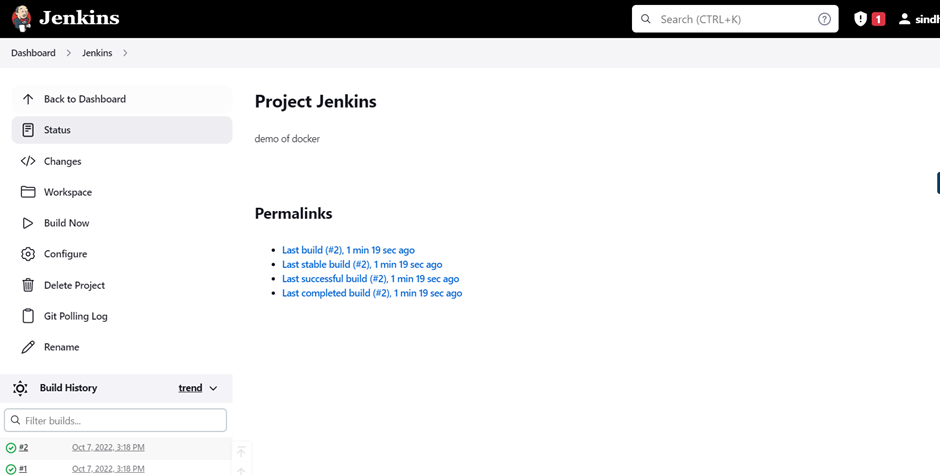 Jenkins
Search (CTRL+K)
?
1
Dashboard > Jenkins >
Back to Dashboard
Status
Changes
Workspace
Build Now
Configure
Delete Project
Git Polling Log
Rename
Build History trend
Filter builds...
#2 Oct 7, 2022, 3:18 PM
#1 Oct 7, 2022, 3:18 PM
Project Jenkins
demo of docker
Permalinks
Last build (#2), 1 min 19 sec ago
Last stable build (#2), 1 min 19 sec ago
Last successful build (#2), 1 min 19 sec ago
Last completed build (#2), 1 min 19 sec ago